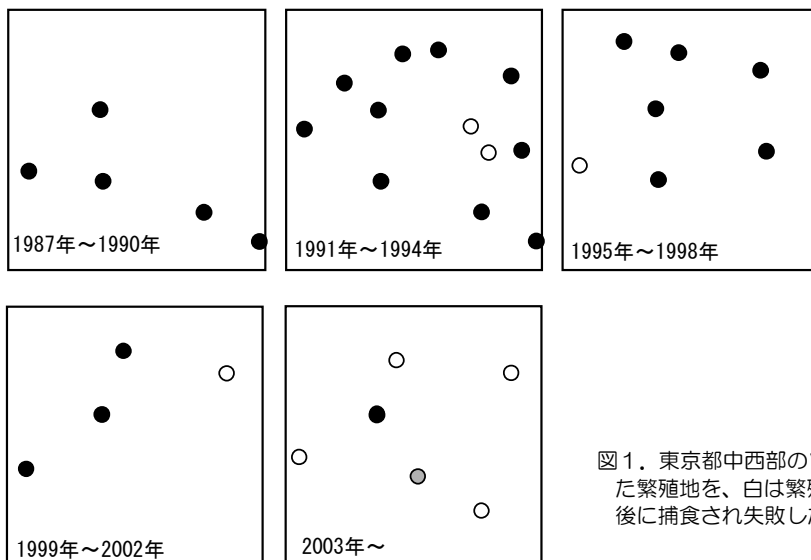 1987年～1990年
1991年～1994年
1995年～1998年
1999年～2002年
2003年～
図１．東京都中西部の
た繁殖地を、白は繁
後に捕食され失敗し